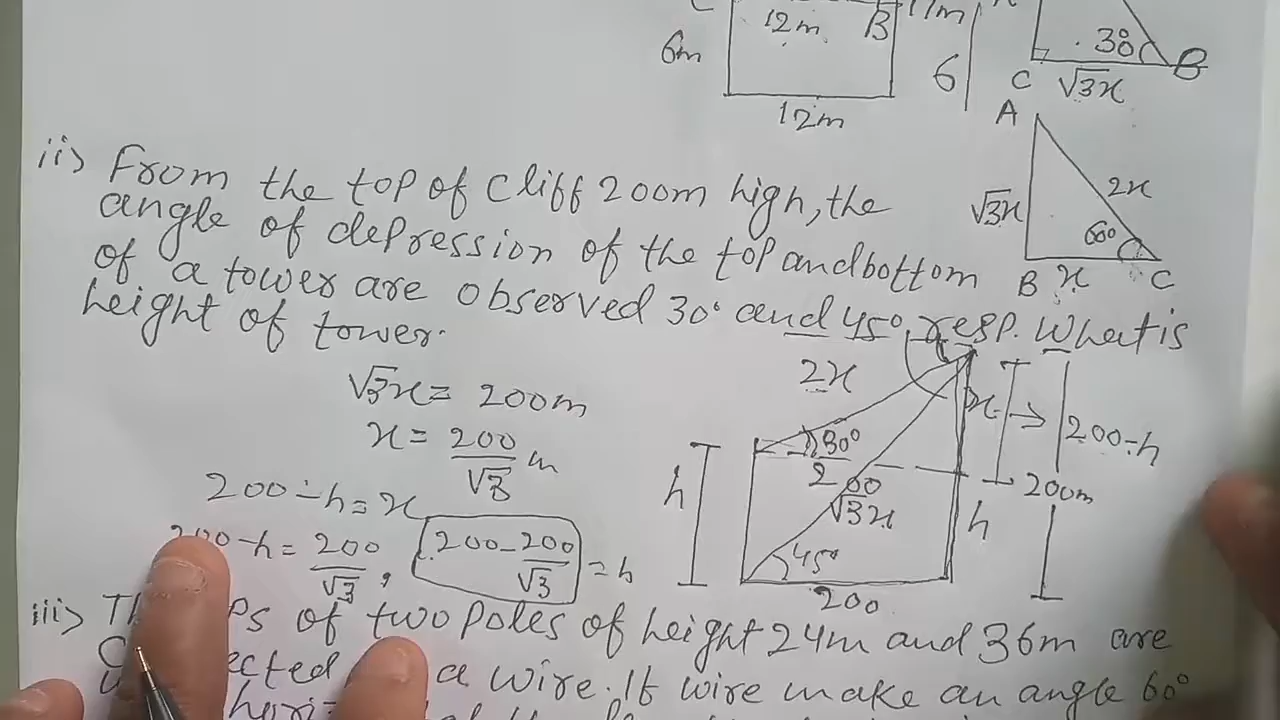 12m B 11m
6m
6
12m
30° B
C √3x
A
√3x 2x
60°
B x C
ii) From the top of cliff 200m high, the
angle of depression of the top and bottom
of a tower are observed 30° and 45°, resp. What is
height of tower.
√3x = 200m
x = 200/√3 m
200-h = x
200-h = 200/√3, 200-200/√3 = h
2x
x → 200-h
30°
200
√3x
h
h
200m
45°
200
iii) of two poles of height 24m and 36m are
a wire. If wire make an angle 60°